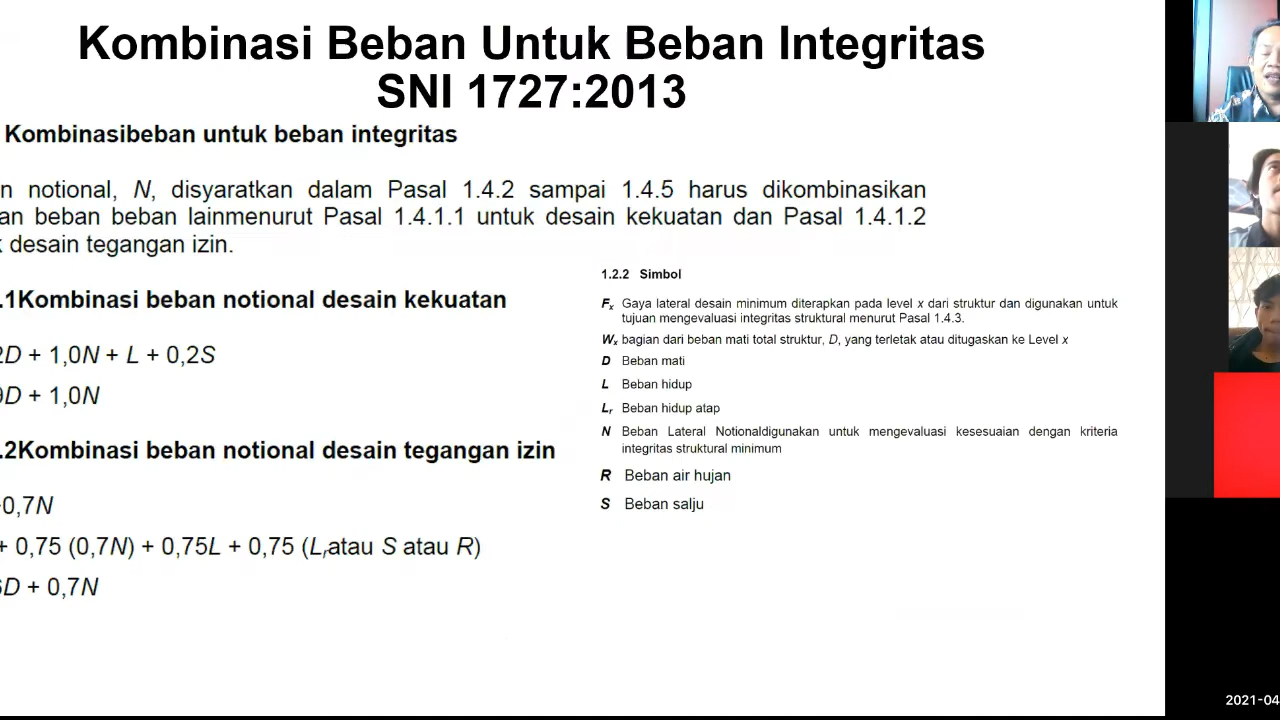 Kombinasi Beban Untuk Beban Integritas
SNI 1727:2013
Kombinasibeban untuk beban integritas
n notional, N, disyaratkan dalam Pasal 1.4.2 sampai 1.4.5 harus dikombinasikan
an beban beban lainmenurut Pasal 1.4.1.1 untuk desain kekuatan dan Pasal 1.4.1.2
desain tegangan izin.
.1Kombinasi beban notional desain kekuatan
2D + 1,0N + L + 0,2S
9D + 1,0N
.2Kombinasi beban notional desain tegangan izin
0,7N
+ 0,75 (0,7N) + 0,75L + 0,75 (Lratau S atau R)
6D + 0,7N
1.2.2 Simbol
Fx Gaya lateral desain minimum diterapkan pada level x dari struktur dan digunakan untuk
tujuan mengevaluasi integritas struktural menurut Pasal 1.4.3.
Wx bagian dari beban mati total struktur, D, yang terletak atau ditugaskan ke Level x
D Beban mati
L Beban hidup
Lr Beban hidup atap
N Beban Lateral Notionaldigunakan untuk mengevaluasi kesesuaian dengan kriteria
integritas struktural minimum
R Beban air hujan
S Beban salju
2021-04